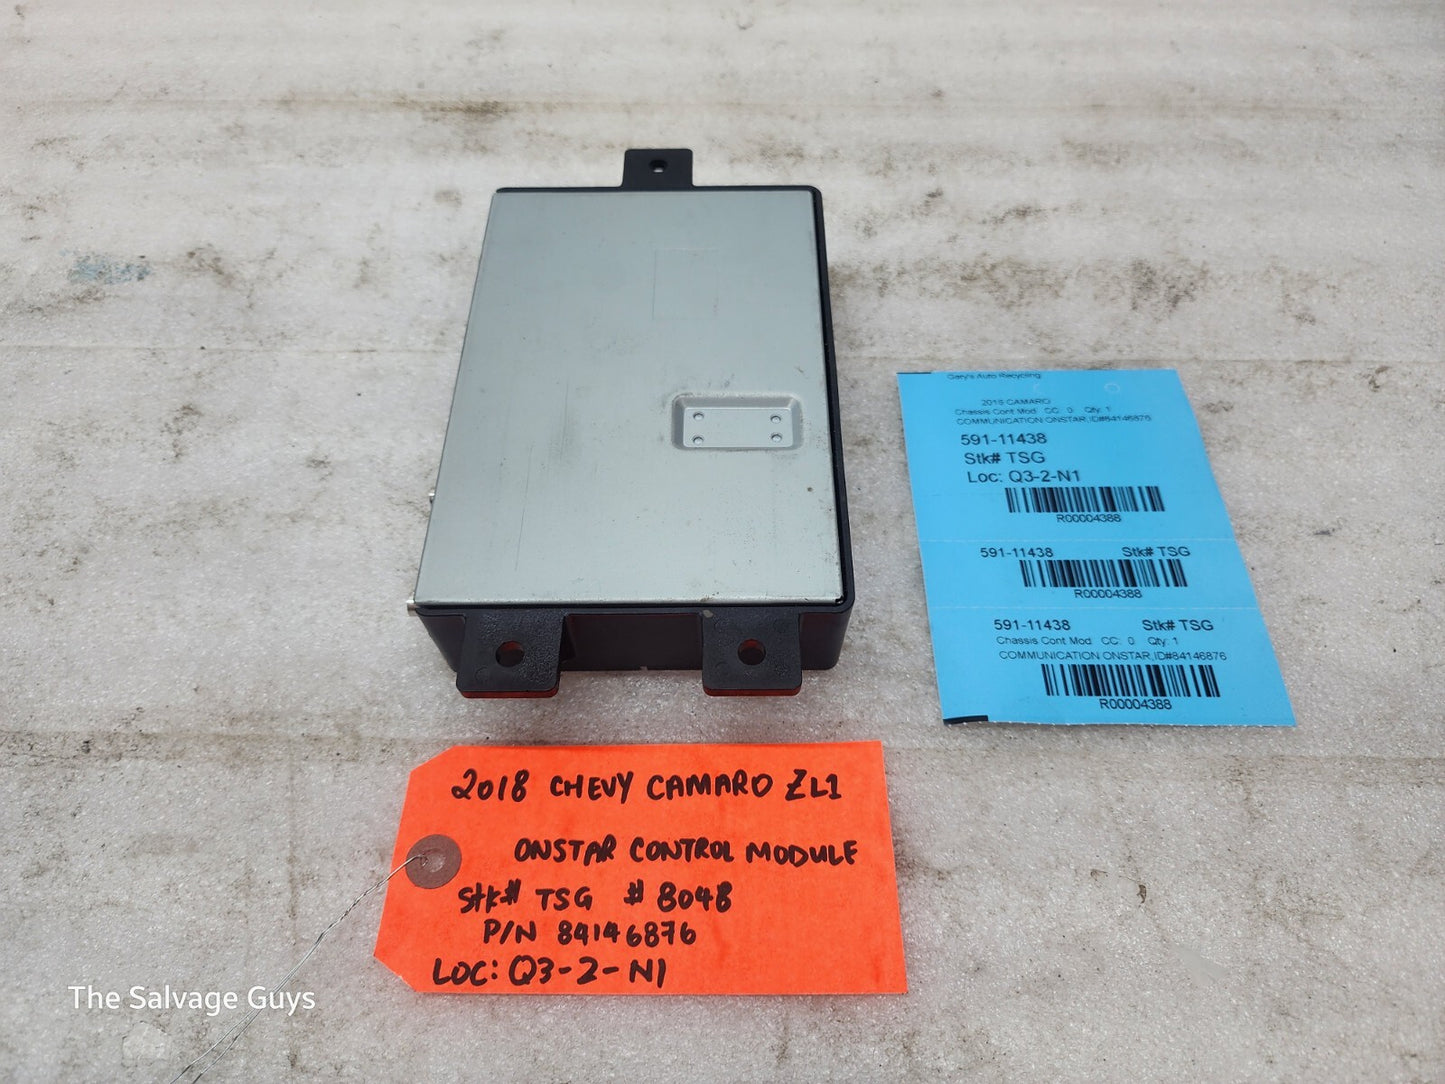 Gary's Auto Recycling
2018 CAMARO
Chassis Cont Mod CC: 0 Qty: 1
COMMUNICATION ONSTAR,ID#84146876
591-11438
Stk# TSG
Loc: Q3-2-N1
R00004388
591-11438 Stk# TSG
R00004388
591-11438 Stk# TSG
Chassis Cont Mod CC: 0 Qty: 1
COMMUNICATION ONSTAR,ID#84146876
R00004388
2018 CHEVY CAMARO ZL1
ONSTAR CONTROL MODULE
Stk# TSG # 8048
P/N 84146876
LOC: Q3-2-N1
The Salvage Guys